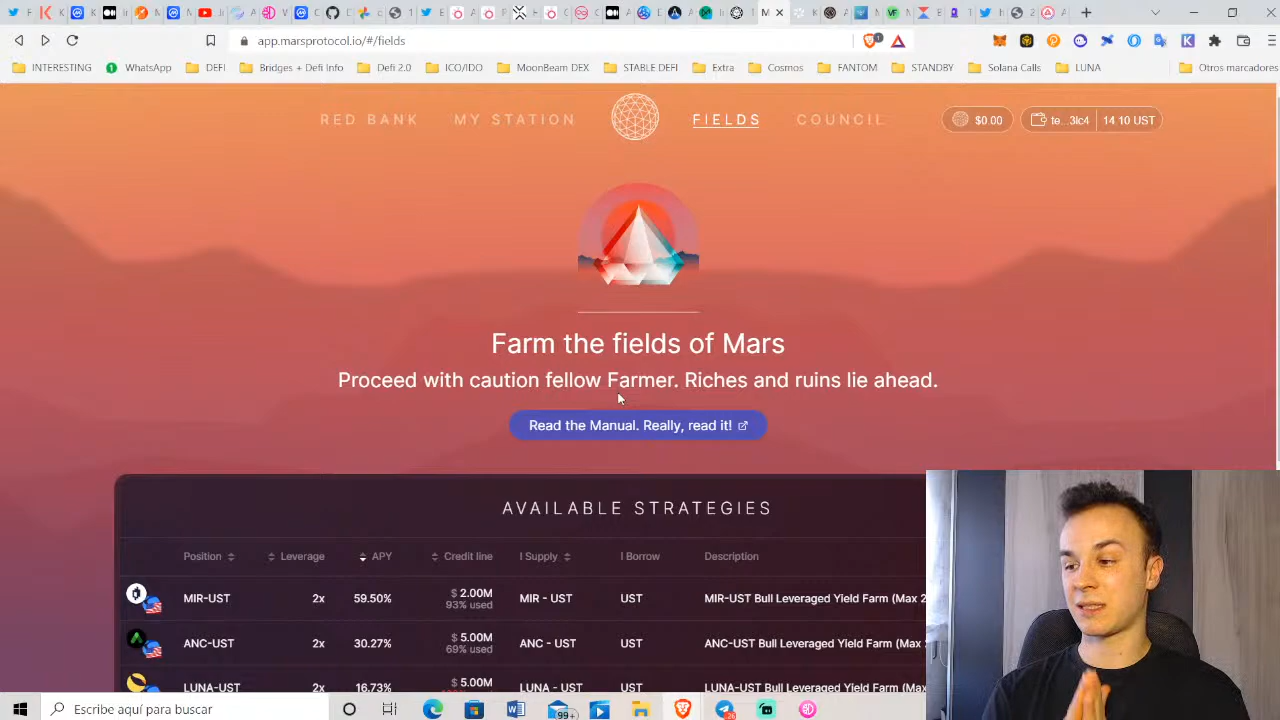 app.marsprotocol.io/#/fields
INTERESTING
WhatsApp
MIR-DEFI
Bridges + Defi info
Defi 2.0
ICO/IDO
MoonBeam DEX
STABLE DEFI
Extra
Cosmos
FANTOM
STANDBY
Solana Calls
LUNA
Otros marcadores
RED BANK
MY STATION
FIELDS
COUNCIL
$0.00
te...3lc4
14.10 UST
Farm the fields of Mars
Proceed with caution fellow Farmer. Riches and ruins lie ahead.
Read the Manual. Really, read it!
AVAILABLE STRATEGIES
Position
Leverage
APY
Credit line
I Supply
I Borrow
Description
MIR-UST
2x
59.50%
$ 2.00M
93% used
MIR - UST
UST
MIR-UST Bull Leveraged Yield Farm (Max 2
ANC-UST
2x
30.27%
$ 5.00M
69% used
ANC - UST
UST
ANC-UST Bull Leveraged Yield Farm (Max
LUNA-UST
2x
16.73%
$ 5.00M
LUNA - UST
UST
LUNA-UST Bull Leveraged Yield Farm (Max
Escribe aquí para buscar
99+
26